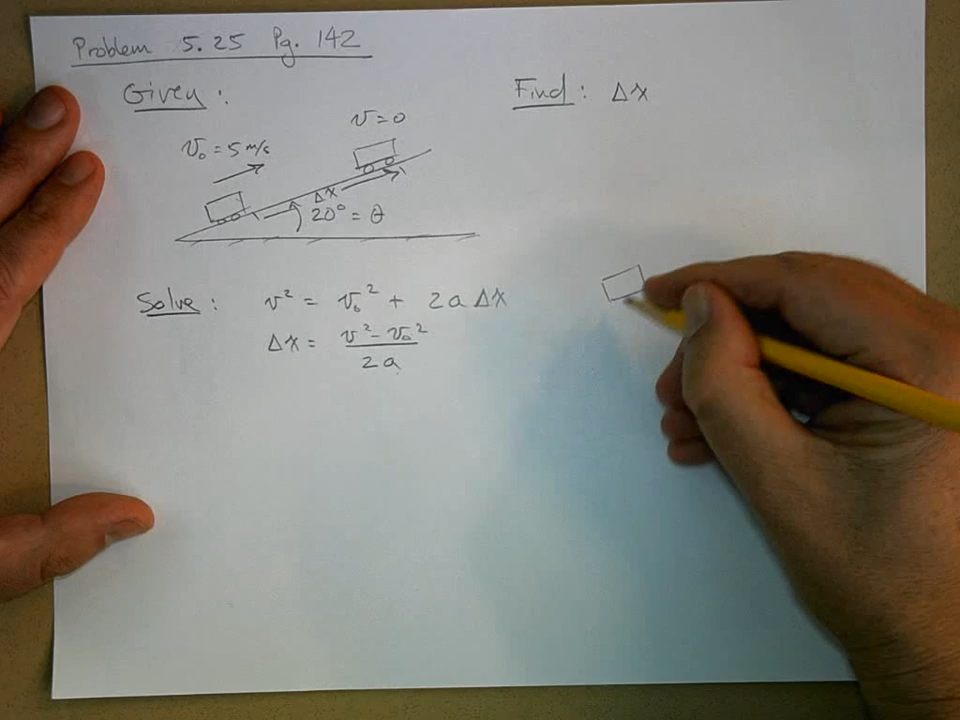 Problem 5.25 Pg. 142
Given:
Find: Δx
v=0
v₀ = 5 m/s
Δx
20° = θ
Solve: v² = v₀² + 2aΔx
Δx = v² - v₀²
2a